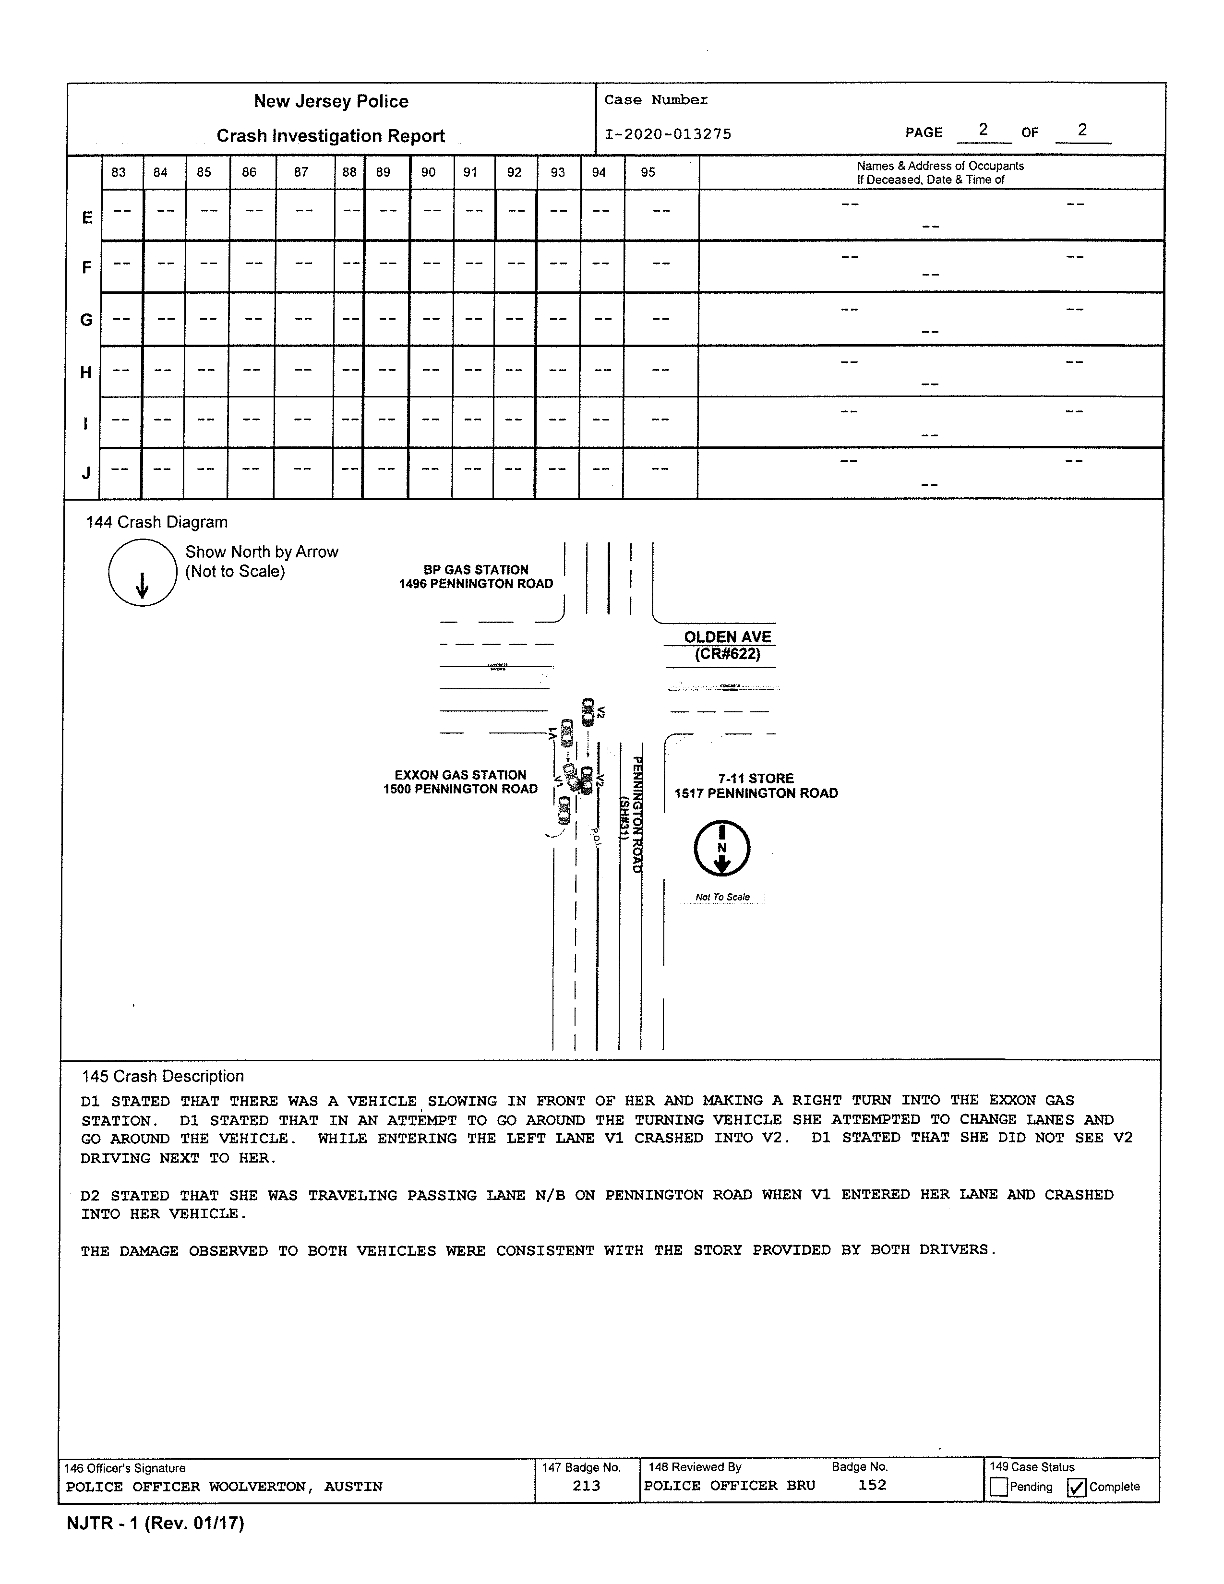 New Jersey Police
Crash Investigation Report
Case Number
I-2020-013275
PAGE 2 OF 2
83 84 85 86 87 88 89 90 91 92 93 94 95
Names & Address of Occupants
If Deceased, Date & Time of
E -- -- -- -- -- -- -- -- -- -- -- -- -- -- --
--
F -- -- -- -- -- -- -- -- -- -- -- -- -- -- --
--
G -- -- -- -- -- -- -- -- -- -- -- -- -- -- --
--
H -- -- -- -- -- -- -- -- -- -- -- -- -- -- --
--
I -- -- -- -- -- -- -- -- -- -- -- -- -- -- --
--
J -- -- -- -- -- -- -- -- -- -- -- -- -- -- --
--
144 Crash Diagram
Show North by Arrow
(Not to Scale)
BP GAS STATION
1496 PENNINGTON ROAD
OLDEN AVE
(CR#622)
V2
V1
V1
V2
EXXON GAS STATION
1500 PENNINGTON ROAD
P.O.I.
PENNINGTON ROAD
(SH#31)
7-11 STORE
1517 PENNINGTON ROAD
N
Not To Scale
145 Crash Description
D1 STATED THAT THERE WAS A VEHICLE SLOWING IN FRONT OF HER AND MAKING A RIGHT TURN INTO THE EXXON GAS
STATION. D1 STATED THAT IN AN ATTEMPT TO GO AROUND THE TURNING VEHICLE SHE ATTEMPTED TO CHANGE LANES AND
GO AROUND THE VEHICLE. WHILE ENTERING THE LEFT LANE V1 CRASHED INTO V2. D1 STATED THAT SHE DID NOT SEE V2
DRIVING NEXT TO HER.
D2 STATED THAT SHE WAS TRAVELING PASSING LANE N/B ON PENNINGTON ROAD WHEN V1 ENTERED HER LANE AND CRASHED
INTO HER VEHICLE.
THE DAMAGE OBSERVED TO BOTH VEHICLES WERE CONSISTENT WITH THE STORY PROVIDED BY BOTH DRIVERS.
146 Officer's Signature
POLICE OFFICER WOOLVERTON, AUSTIN
147 Badge No.
213
148 Reviewed By
POLICE OFFICER BRU
Badge No.
152
149 Case Status
Pending Complete
NJTR - 1 (Rev. 01/17)